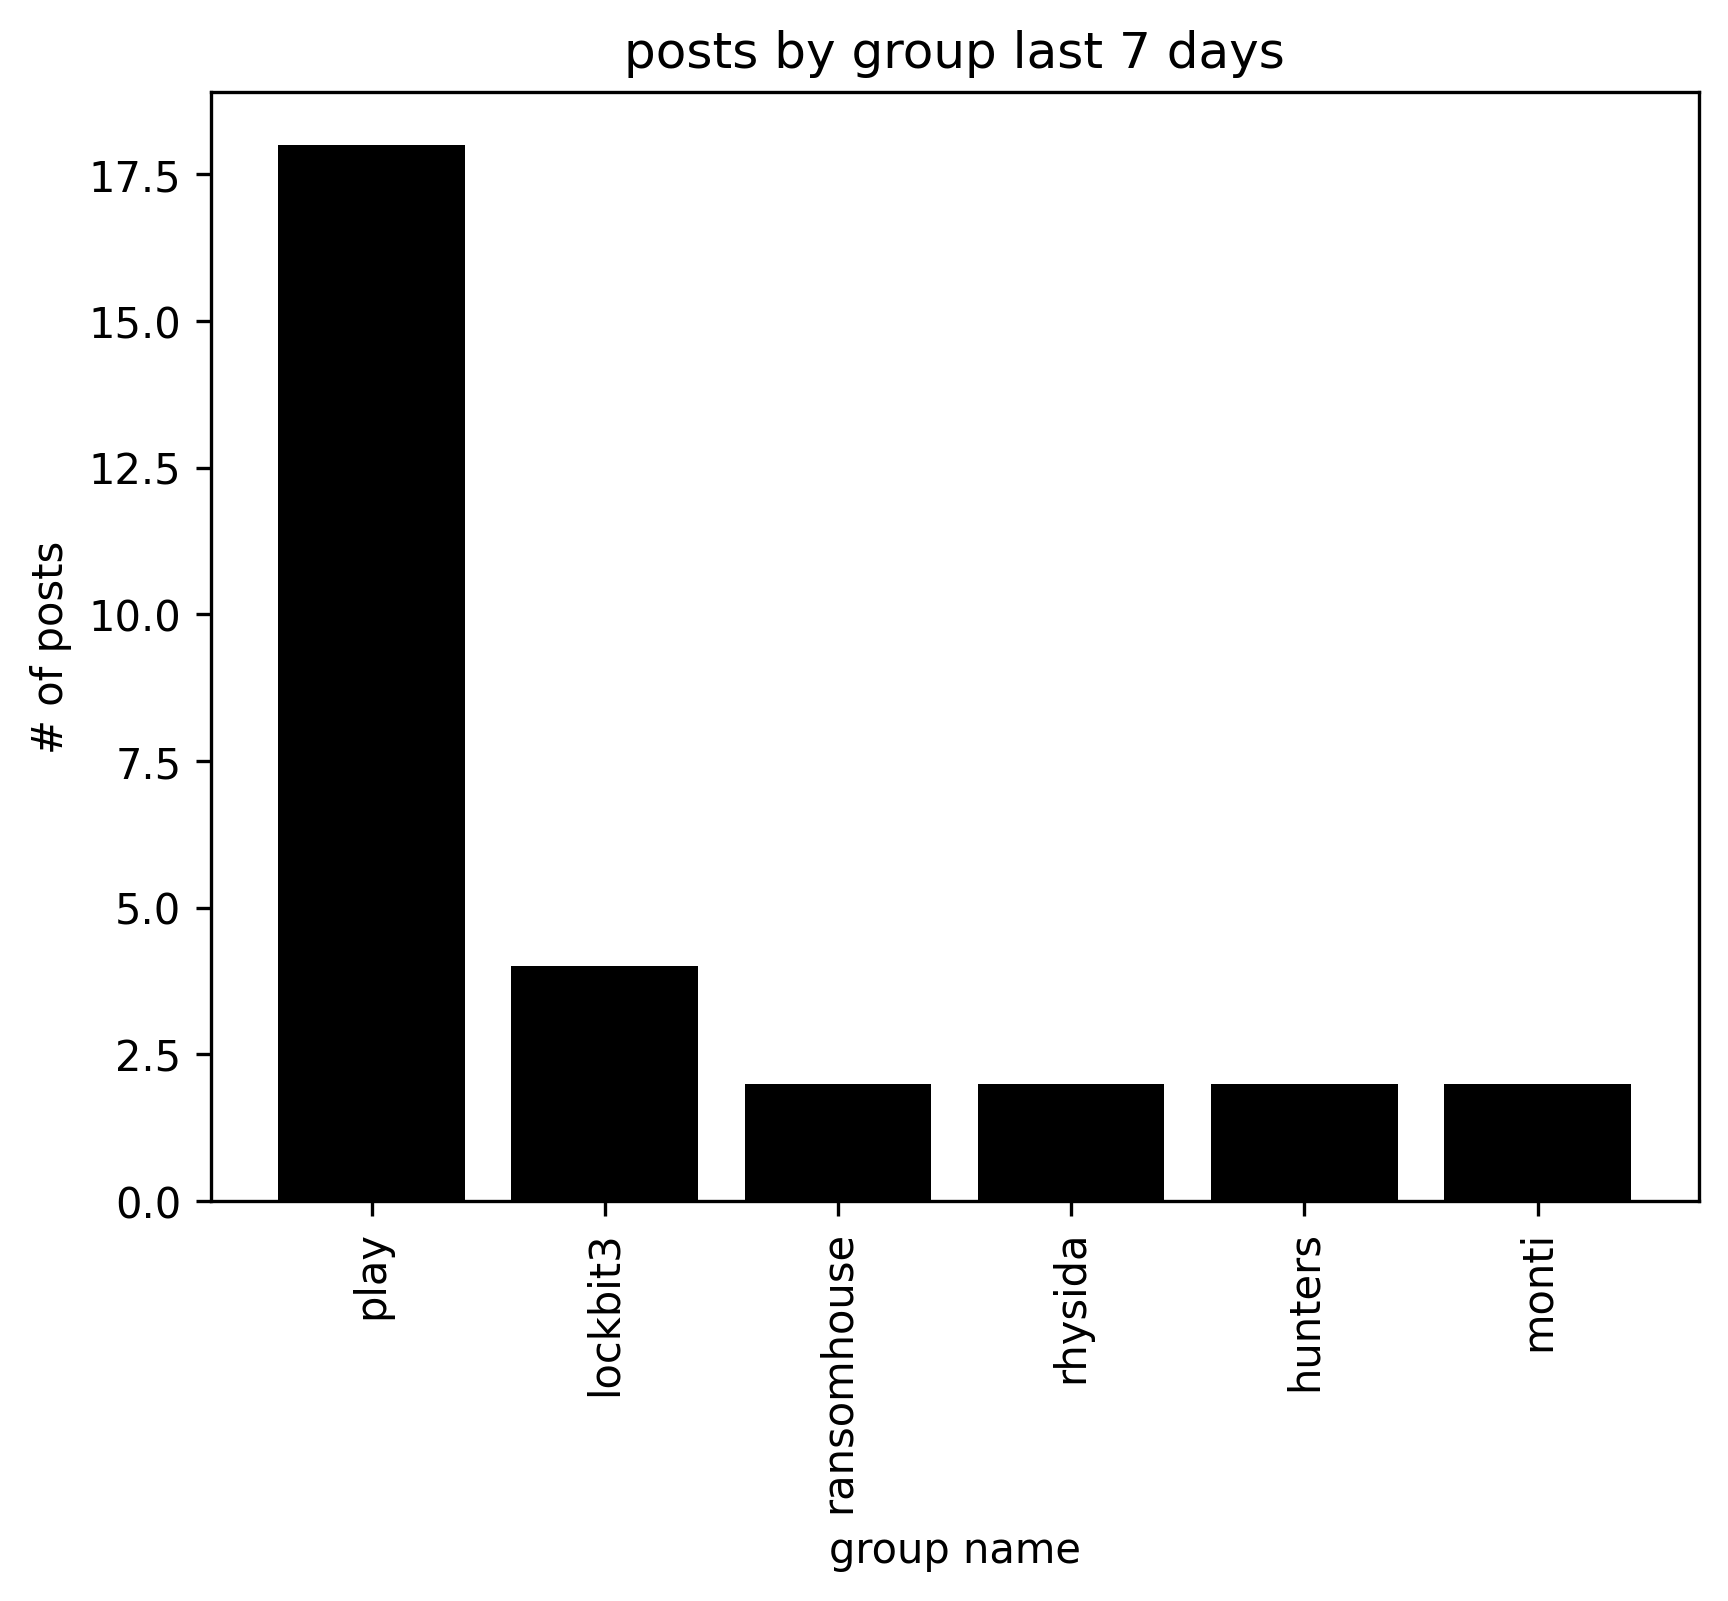 posts by group last 7 days
# of posts
17.5
15.0
12.5
10.0
7.5
5.0
2.5
0.0
play
lockbit3
ransomhouse
rhysida
hunters
monti
group name